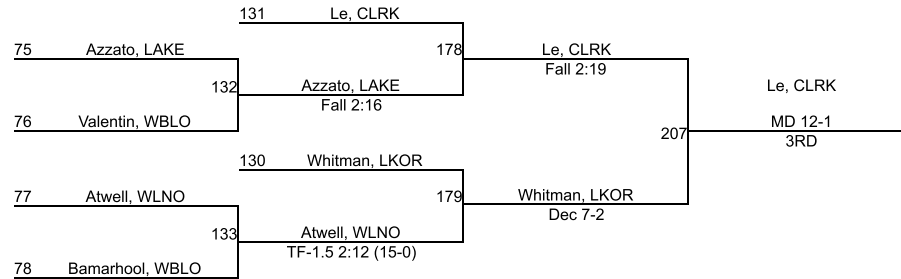 131 Le, CLRK
75 Azzato, LAKE
178 Le, CLRK
Fall 2:19
132 Azzato, LAKE
Fall 2:16
Le, CLRK
76 Valentin, WBLO
MD 12-1
207
3RD
130 Whitman, LKOR
77 Atwell, WLNO
179 Whitman, LKOR
Dec 7-2
133 Atwell, WLNO
TF-1.5 2:12 (15-0)
78 Bamarhool, WBLO